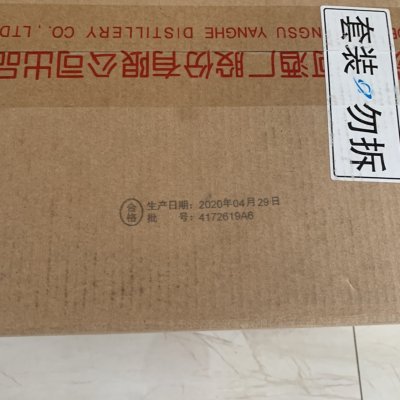 JIANGSU YANGHE DISTILLERY CO., LTD.
酒厂股份有限公司出品
套装 勿拆
合格
生产日期: 2020年04月29日
批 号: 4172619A6